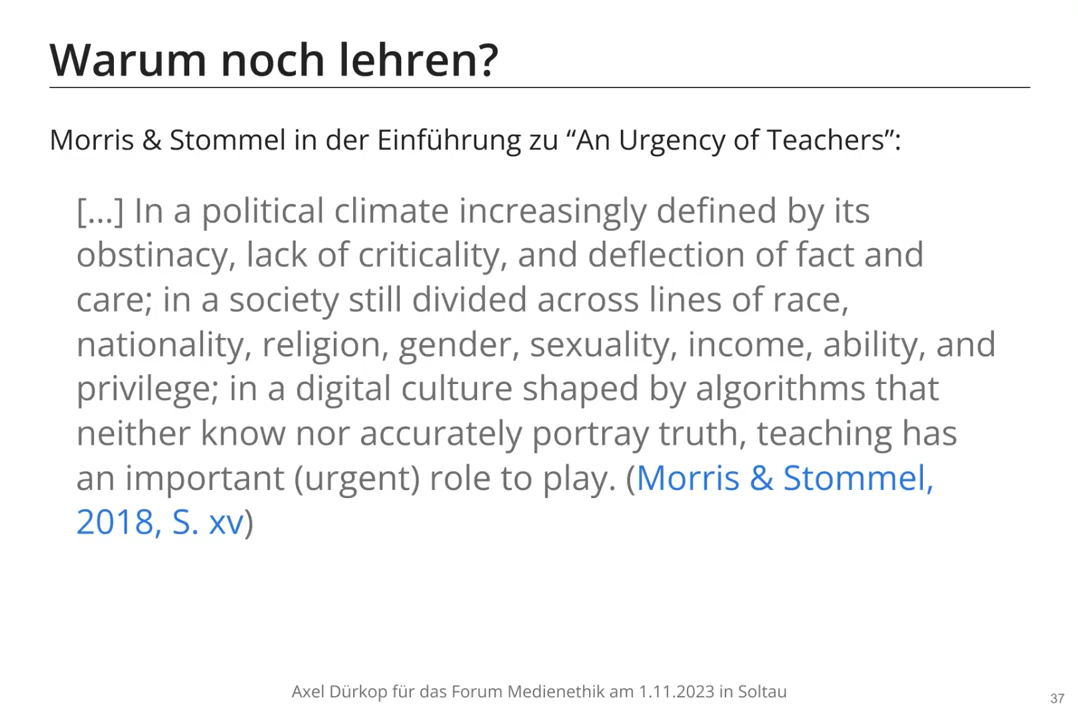 Warum noch lehren?
Morris & Stommel in der Einführung zu “An Urgency of Teachers”:
[...] In a political climate increasingly defined by its
obstinacy, lack of criticality, and deflection of fact and
care; in a society still divided across lines of race,
nationality, religion, gender, sexuality, income, ability, and
privilege; in a digital culture shaped by algorithms that
neither know nor accurately portray truth, teaching has
an important (urgent) role to play. (Morris & Stommel,
2018, S. xv)
Axel Dürkop für das Forum Medienethik am 1.11.2023 in Soltau
37